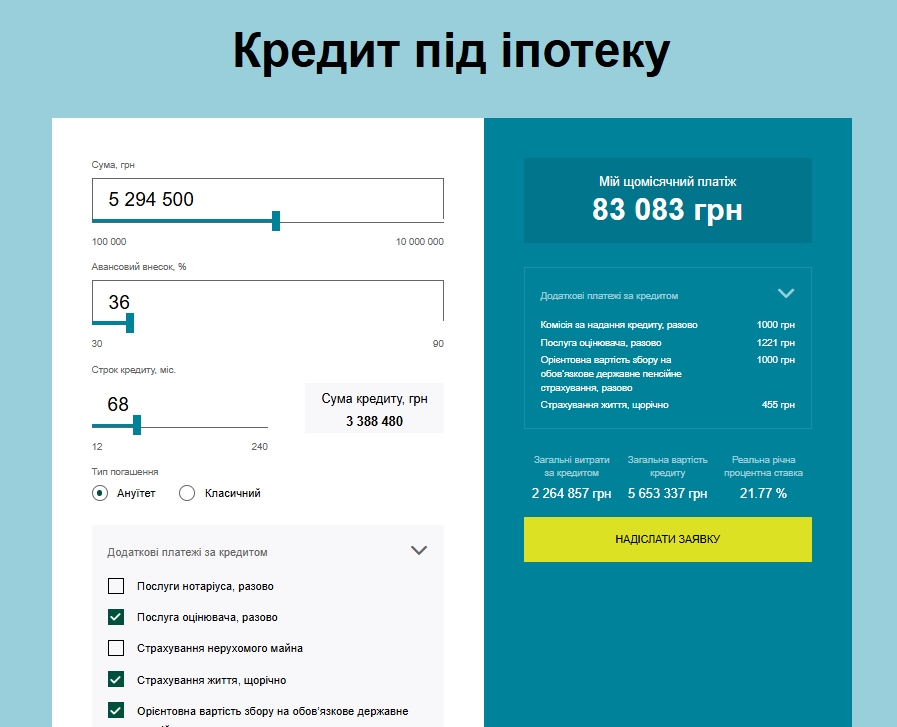 Кредит під іпотеку
Сума, грн
5 294 500
100 000
10 000 000
Авансовий внесок, %
36
30
90
Строк кредиту, міс.
68
12
240
Сума кредиту, грн
3 388 480
Тип погашення
Ануїтет
Класичний
Додаткові платежі за кредитом
Послуги нотаріуса, разово
Послуга оцінювача, разово
Страхування нерухомого майна
Страхування життя, щорічно
Орієнтовна вартість збору на обов’язкове державне
Мій щомісячний платіж
83 083 грн
Додаткові платежі за кредитом
Комісія за надання кредиту, разово
1000 грн
Послуга оцінювача, разово
1221 грн
Орієнтовна вартість збору на
обов’язкове державне пенсійне
страхування, разово
1000 грн
Страхування життя, щорічно
455 грн
Загальні витрати
за кредитом
2 264 857 грн
Загальна вартість
кредиту
5 653 337 грн
Реальна річна
процентна ставка
21.77 %
НАДІСЛАТИ ЗАЯВКУ